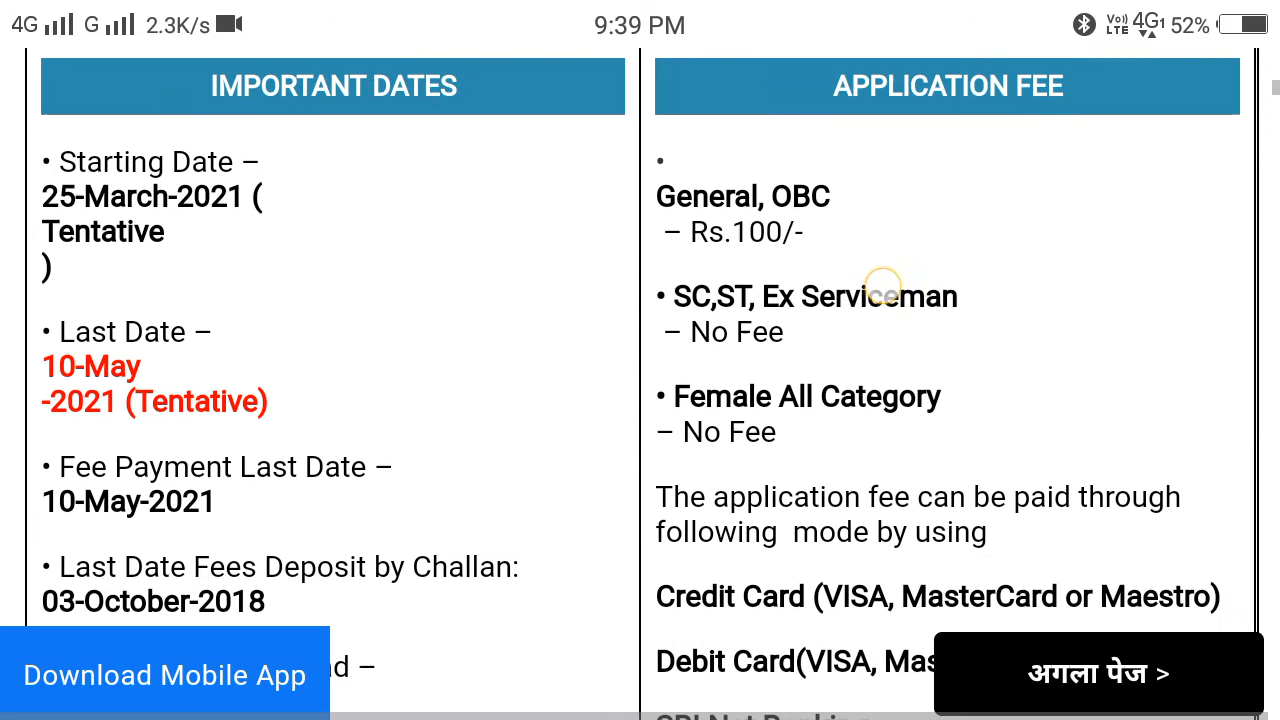 4G G 2.3K/s 9:39 PM Vo) LTE 4G1 52%
IMPORTANT DATES
• Starting Date –
25-March-2021 (
Tentative
)
• Last Date –
10-May
-2021 (Tentative)
• Fee Payment Last Date –
10-May-2021
• Last Date Fees Deposit by Challan:
03-October-2018
–
Download Mobile App
APPLICATION FEE
•
General, OBC
– Rs.100/-
• SC,ST, Ex Serviceman
– No Fee
• Female All Category
– No Fee
The application fee can be paid through
following mode by using
Credit Card (VISA, MasterCard or Maestro)
Debit Card(VISA,
अगला पेज >